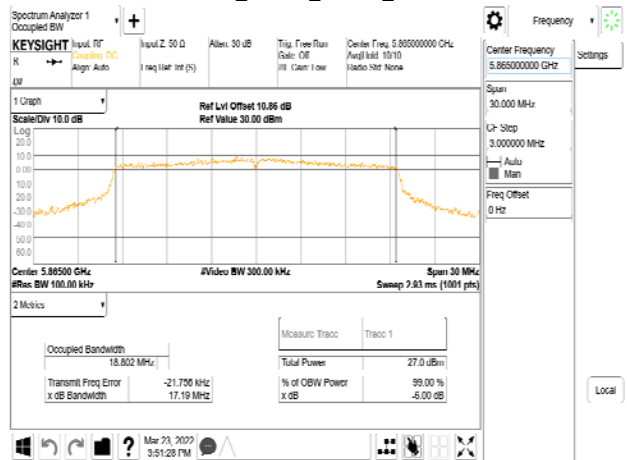 Spectrum Analyzer 1
Occupied BW
+
Frequency
KEYSIGHT
Input: RF
Coupling: DC
Align: Auto
Input Z: 50 Ω
Freq Ref: Int (S)
Atten: 30 dB
Trig: Free Run
Gate: Off
#IF Gain: Low
Center Freq: 5.865000000 GHz
Avg|Hold: 10/10
Radio Std: None
R
Center Frequency
5.865000000 GHz
Settings
Span
30.000 MHz
CF Step
3.000000 MHz
Auto
Man
Freq Offset
0 Hz
Local
1 Graph
Scale/Div 10.0 dB
Ref Lvl Offset 10.86 dB
Ref Value 30.00 dBm
Log
20.0
10.0
0.00
10.0
20.0
-30.0
-40.0
50.0
60.0
Center 5.86500 GHz
#Res BW 100.00 kHz
#Video BW 300.00 kHz
Span 30 MHz
Sweep 2.93 ms (1001 pts)
2 Metrics
Measure Trace
Trace 1
Occupied Bandwidth
18.802 MHz
Total Power
27.0 dBm
Transmit Freq Error
-21.756 kHz
% of OBW Power
99.00 %
x dB Bandwidth
17.19 MHz
x dB
-6.00 dB
?
Mar 23, 2022
3:51:28 PM